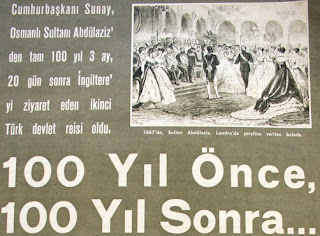 Cumhurbaşkanı Sunay,
Osmanlı Sultanı Abdülaziz'
den tam 100 yıl 3 ay,
20 gün sonra İngiltere'
yi ziyaret eden ikinci
Türk devlet reisi oldu.
1867'de, Sultan Abdülaziz, Londra'da şerefine verilen baloda.
100 Yıl Önce,
100 Yıl Sonra...